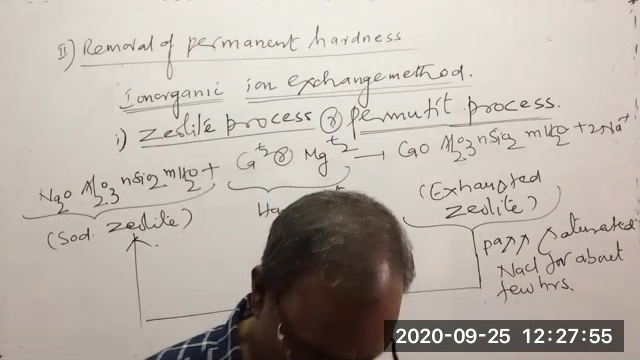 II) Removal of permanent hardness
Ionorganic ion exchange method.
i) Zeolite process (or) permutit process.
Na2O Al2O3 nSiO2 mH2O + Ca+2 (or) Mg+2 → CaO Al2O3 nSiO2 mH2O + 2Na+
(Sod. Zeolite)
(Exhausted Zeolite)
Saturated
NaCl for about
few hrs.
2020-09-25 12:27:55